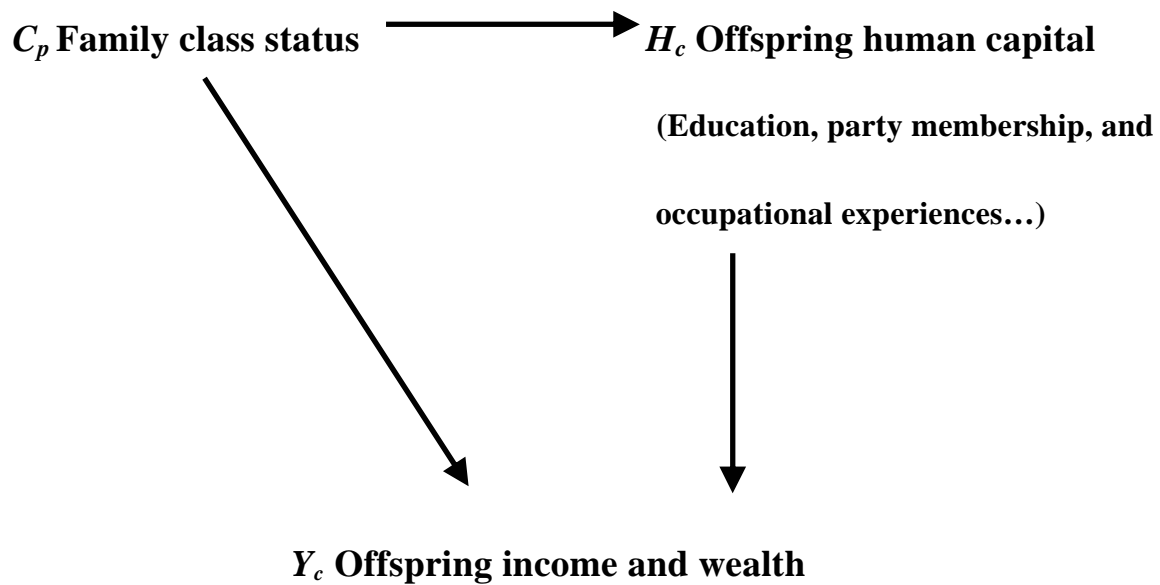 Cp Family class status
Hc Offspring human capital
(Education, party membership, and
occupational experiences…)
Yc Offspring income and wealth